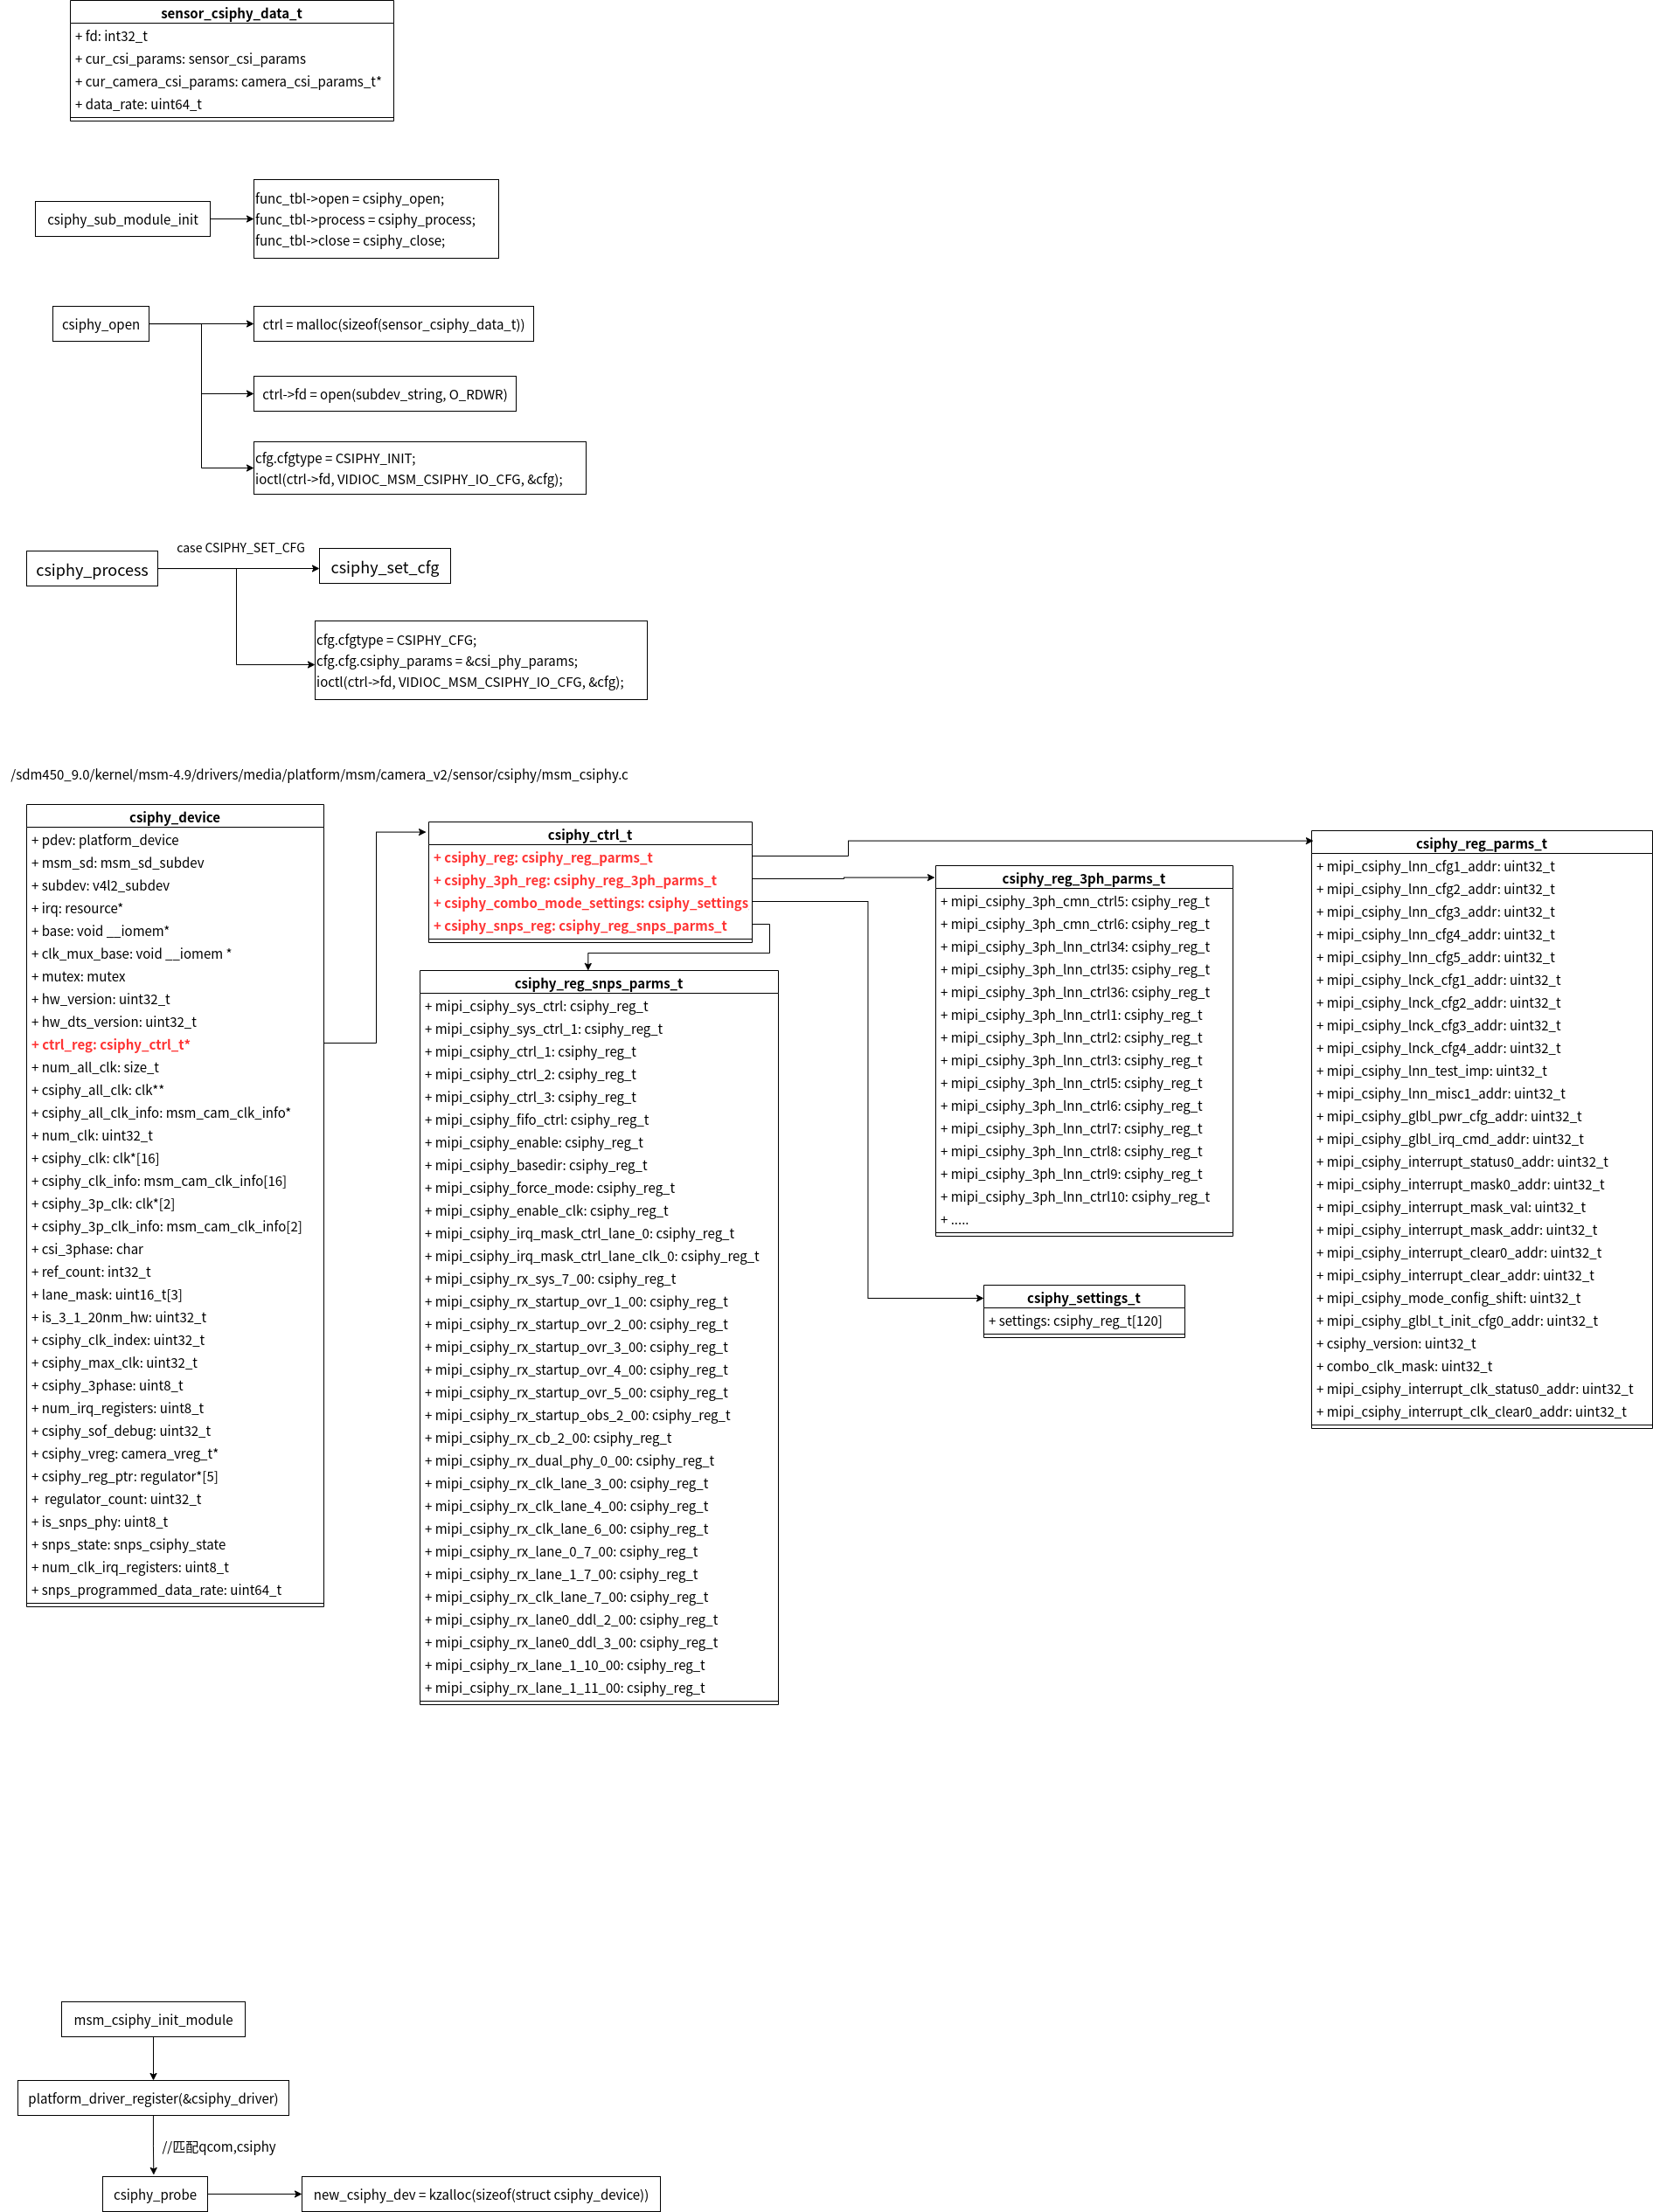 sensor_csiphy_data_t
+ fd: int32_t
+ cur_csi_params: sensor_csi_params
+ cur_camera_csi_params: camera_csi_params_t*
+ data_rate: uint64_t
csiphy_sub_module_init
func_tbl->open = csiphy_open;
func_tbl->process = csiphy_process;
func_tbl->close = csiphy_close;
csiphy_open
ctrl = malloc(sizeof(sensor_csiphy_data_t))
ctrl->fd = open(subdev_string, O_RDWR)
cfg.cfgtype = CSIPHY_INIT;
ioctl(ctrl->fd, VIDIOC_MSM_CSIPHY_IO_CFG, &cfg);
csiphy_process
case CSIPHY_SET_CFG
csiphy_set_cfg
cfg.cfgtype = CSIPHY_CFG;
cfg.cfg.csiphy_params = &csi_phy_params;
ioctl(ctrl->fd, VIDIOC_MSM_CSIPHY_IO_CFG, &cfg);
/sdm450_9.0/kernel/msm-4.9/drivers/media/platform/msm/camera_v2/sensor/csiphy/msm_csiphy.c
csiphy_device
+ pdev: platform_device
+ msm_sd: msm_sd_subdev
+ subdev: v4l2_subdev
+ irq: resource*
+ base: void __iomem*
+ clk_mux_base: void __iomem *
+ mutex: mutex
+ hw_version: uint32_t
+ hw_dts_version: uint32_t
+ ctrl_reg: csiphy_ctrl_t*
+ num_all_clk: size_t
+ csiphy_all_clk: clk**
+ csiphy_all_clk_info: msm_cam_clk_info*
+ num_clk: uint32_t
+ csiphy_clk: clk*[16]
+ csiphy_clk_info: msm_cam_clk_info[16]
+ csiphy_3p_clk: clk*[2]
+ csiphy_3p_clk_info: msm_cam_clk_info[2]
+ csi_3phase: char
+ ref_count: int32_t
+ lane_mask: uint16_t[3]
+ is_3_1_20nm_hw: uint32_t
+ csiphy_clk_index: uint32_t
+ csiphy_max_clk: uint32_t
+ csiphy_3phase: uint8_t
+ num_irq_registers: uint8_t
+ csiphy_sof_debug: uint32_t
+ csiphy_vreg: camera_vreg_t*
+ csiphy_reg_ptr: regulator*[5]
+ regulator_count: uint32_t
+ is_snps_phy: uint8_t
+ snps_state: snps_csiphy_state
+ num_clk_irq_registers: uint8_t
+ snps_programmed_data_rate: uint64_t
csiphy_ctrl_t
+ csiphy_reg: csiphy_reg_parms_t
+ csiphy_3ph_reg: csiphy_reg_3ph_parms_t
+ csiphy_combo_mode_settings: csiphy_settings
+ csiphy_snps_reg: csiphy_reg_snps_parms_t
csiphy_reg_snps_parms_t
+ mipi_csiphy_sys_ctrl: csiphy_reg_t
+ mipi_csiphy_sys_ctrl_1: csiphy_reg_t
+ mipi_csiphy_ctrl_1: csiphy_reg_t
+ mipi_csiphy_ctrl_2: csiphy_reg_t
+ mipi_csiphy_ctrl_3: csiphy_reg_t
+ mipi_csiphy_fifo_ctrl: csiphy_reg_t
+ mipi_csiphy_enable: csiphy_reg_t
+ mipi_csiphy_basedir: csiphy_reg_t
+ mipi_csiphy_force_mode: csiphy_reg_t
+ mipi_csiphy_enable_clk: csiphy_reg_t
+ mipi_csiphy_irq_mask_ctrl_lane_0: csiphy_reg_t
+ mipi_csiphy_irq_mask_ctrl_lane_clk_0: csiphy_reg_t
+ mipi_csiphy_rx_sys_7_00: csiphy_reg_t
+ mipi_csiphy_rx_startup_ovr_1_00: csiphy_reg_t
+ mipi_csiphy_rx_startup_ovr_2_00: csiphy_reg_t
+ mipi_csiphy_rx_startup_ovr_3_00: csiphy_reg_t
+ mipi_csiphy_rx_startup_ovr_4_00: csiphy_reg_t
+ mipi_csiphy_rx_startup_ovr_5_00: csiphy_reg_t
+ mipi_csiphy_rx_startup_obs_2_00: csiphy_reg_t
+ mipi_csiphy_rx_cb_2_00: csiphy_reg_t
+ mipi_csiphy_rx_dual_phy_0_00: csiphy_reg_t
+ mipi_csiphy_rx_clk_lane_3_00: csiphy_reg_t
+ mipi_csiphy_rx_clk_lane_4_00: csiphy_reg_t
+ mipi_csiphy_rx_clk_lane_6_00: csiphy_reg_t
+ mipi_csiphy_rx_lane_0_7_00: csiphy_reg_t
+ mipi_csiphy_rx_lane_1_7_00: csiphy_reg_t
+ mipi_csiphy_rx_clk_lane_7_00: csiphy_reg_t
+ mipi_csiphy_rx_lane0_ddl_2_00: csiphy_reg_t
+ mipi_csiphy_rx_lane0_ddl_3_00: csiphy_reg_t
+ mipi_csiphy_rx_lane_1_10_00: csiphy_reg_t
+ mipi_csiphy_rx_lane_1_11_00: csiphy_reg_t
csiphy_reg_3ph_parms_t
+ mipi_csiphy_3ph_cmn_ctrl5: csiphy_reg_t
+ mipi_csiphy_3ph_cmn_ctrl6: csiphy_reg_t
+ mipi_csiphy_3ph_lnn_ctrl34: csiphy_reg_t
+ mipi_csiphy_3ph_lnn_ctrl35: csiphy_reg_t
+ mipi_csiphy_3ph_lnn_ctrl36: csiphy_reg_t
+ mipi_csiphy_3ph_lnn_ctrl1: csiphy_reg_t
+ mipi_csiphy_3ph_lnn_ctrl2: csiphy_reg_t
+ mipi_csiphy_3ph_lnn_ctrl3: csiphy_reg_t
+ mipi_csiphy_3ph_lnn_ctrl5: csiphy_reg_t
+ mipi_csiphy_3ph_lnn_ctrl6: csiphy_reg_t
+ mipi_csiphy_3ph_lnn_ctrl7: csiphy_reg_t
+ mipi_csiphy_3ph_lnn_ctrl8: csiphy_reg_t
+ mipi_csiphy_3ph_lnn_ctrl9: csiphy_reg_t
+ mipi_csiphy_3ph_lnn_ctrl10: csiphy_reg_t
+ .....
csiphy_settings_t
+ settings: csiphy_reg_t[120]
csiphy_reg_parms_t
+ mipi_csiphy_lnn_cfg1_addr: uint32_t
+ mipi_csiphy_lnn_cfg2_addr: uint32_t
+ mipi_csiphy_lnn_cfg3_addr: uint32_t
+ mipi_csiphy_lnn_cfg4_addr: uint32_t
+ mipi_csiphy_lnn_cfg5_addr: uint32_t
+ mipi_csiphy_lnck_cfg1_addr: uint32_t
+ mipi_csiphy_lnck_cfg2_addr: uint32_t
+ mipi_csiphy_lnck_cfg3_addr: uint32_t
+ mipi_csiphy_lnck_cfg4_addr: uint32_t
+ mipi_csiphy_lnn_test_imp: uint32_t
+ mipi_csiphy_lnn_misc1_addr: uint32_t
+ mipi_csiphy_glbl_pwr_cfg_addr: uint32_t
+ mipi_csiphy_glbl_irq_cmd_addr: uint32_t
+ mipi_csiphy_interrupt_status0_addr: uint32_t
+ mipi_csiphy_interrupt_mask0_addr: uint32_t
+ mipi_csiphy_interrupt_mask_val: uint32_t
+ mipi_csiphy_interrupt_mask_addr: uint32_t
+ mipi_csiphy_interrupt_clear0_addr: uint32_t
+ mipi_csiphy_interrupt_clear_addr: uint32_t
+ mipi_csiphy_mode_config_shift: uint32_t
+ mipi_csiphy_glbl_t_init_cfg0_addr: uint32_t
+ csiphy_version: uint32_t
+ combo_clk_mask: uint32_t
+ mipi_csiphy_interrupt_clk_status0_addr: uint32_t
+ mipi_csiphy_interrupt_clk_clear0_addr: uint32_t
msm_csiphy_init_module
platform_driver_register(&csiphy_driver)
//匹配qcom,csiphy
csiphy_probe
new_csiphy_dev = kzalloc(sizeof(struct csiphy_device))